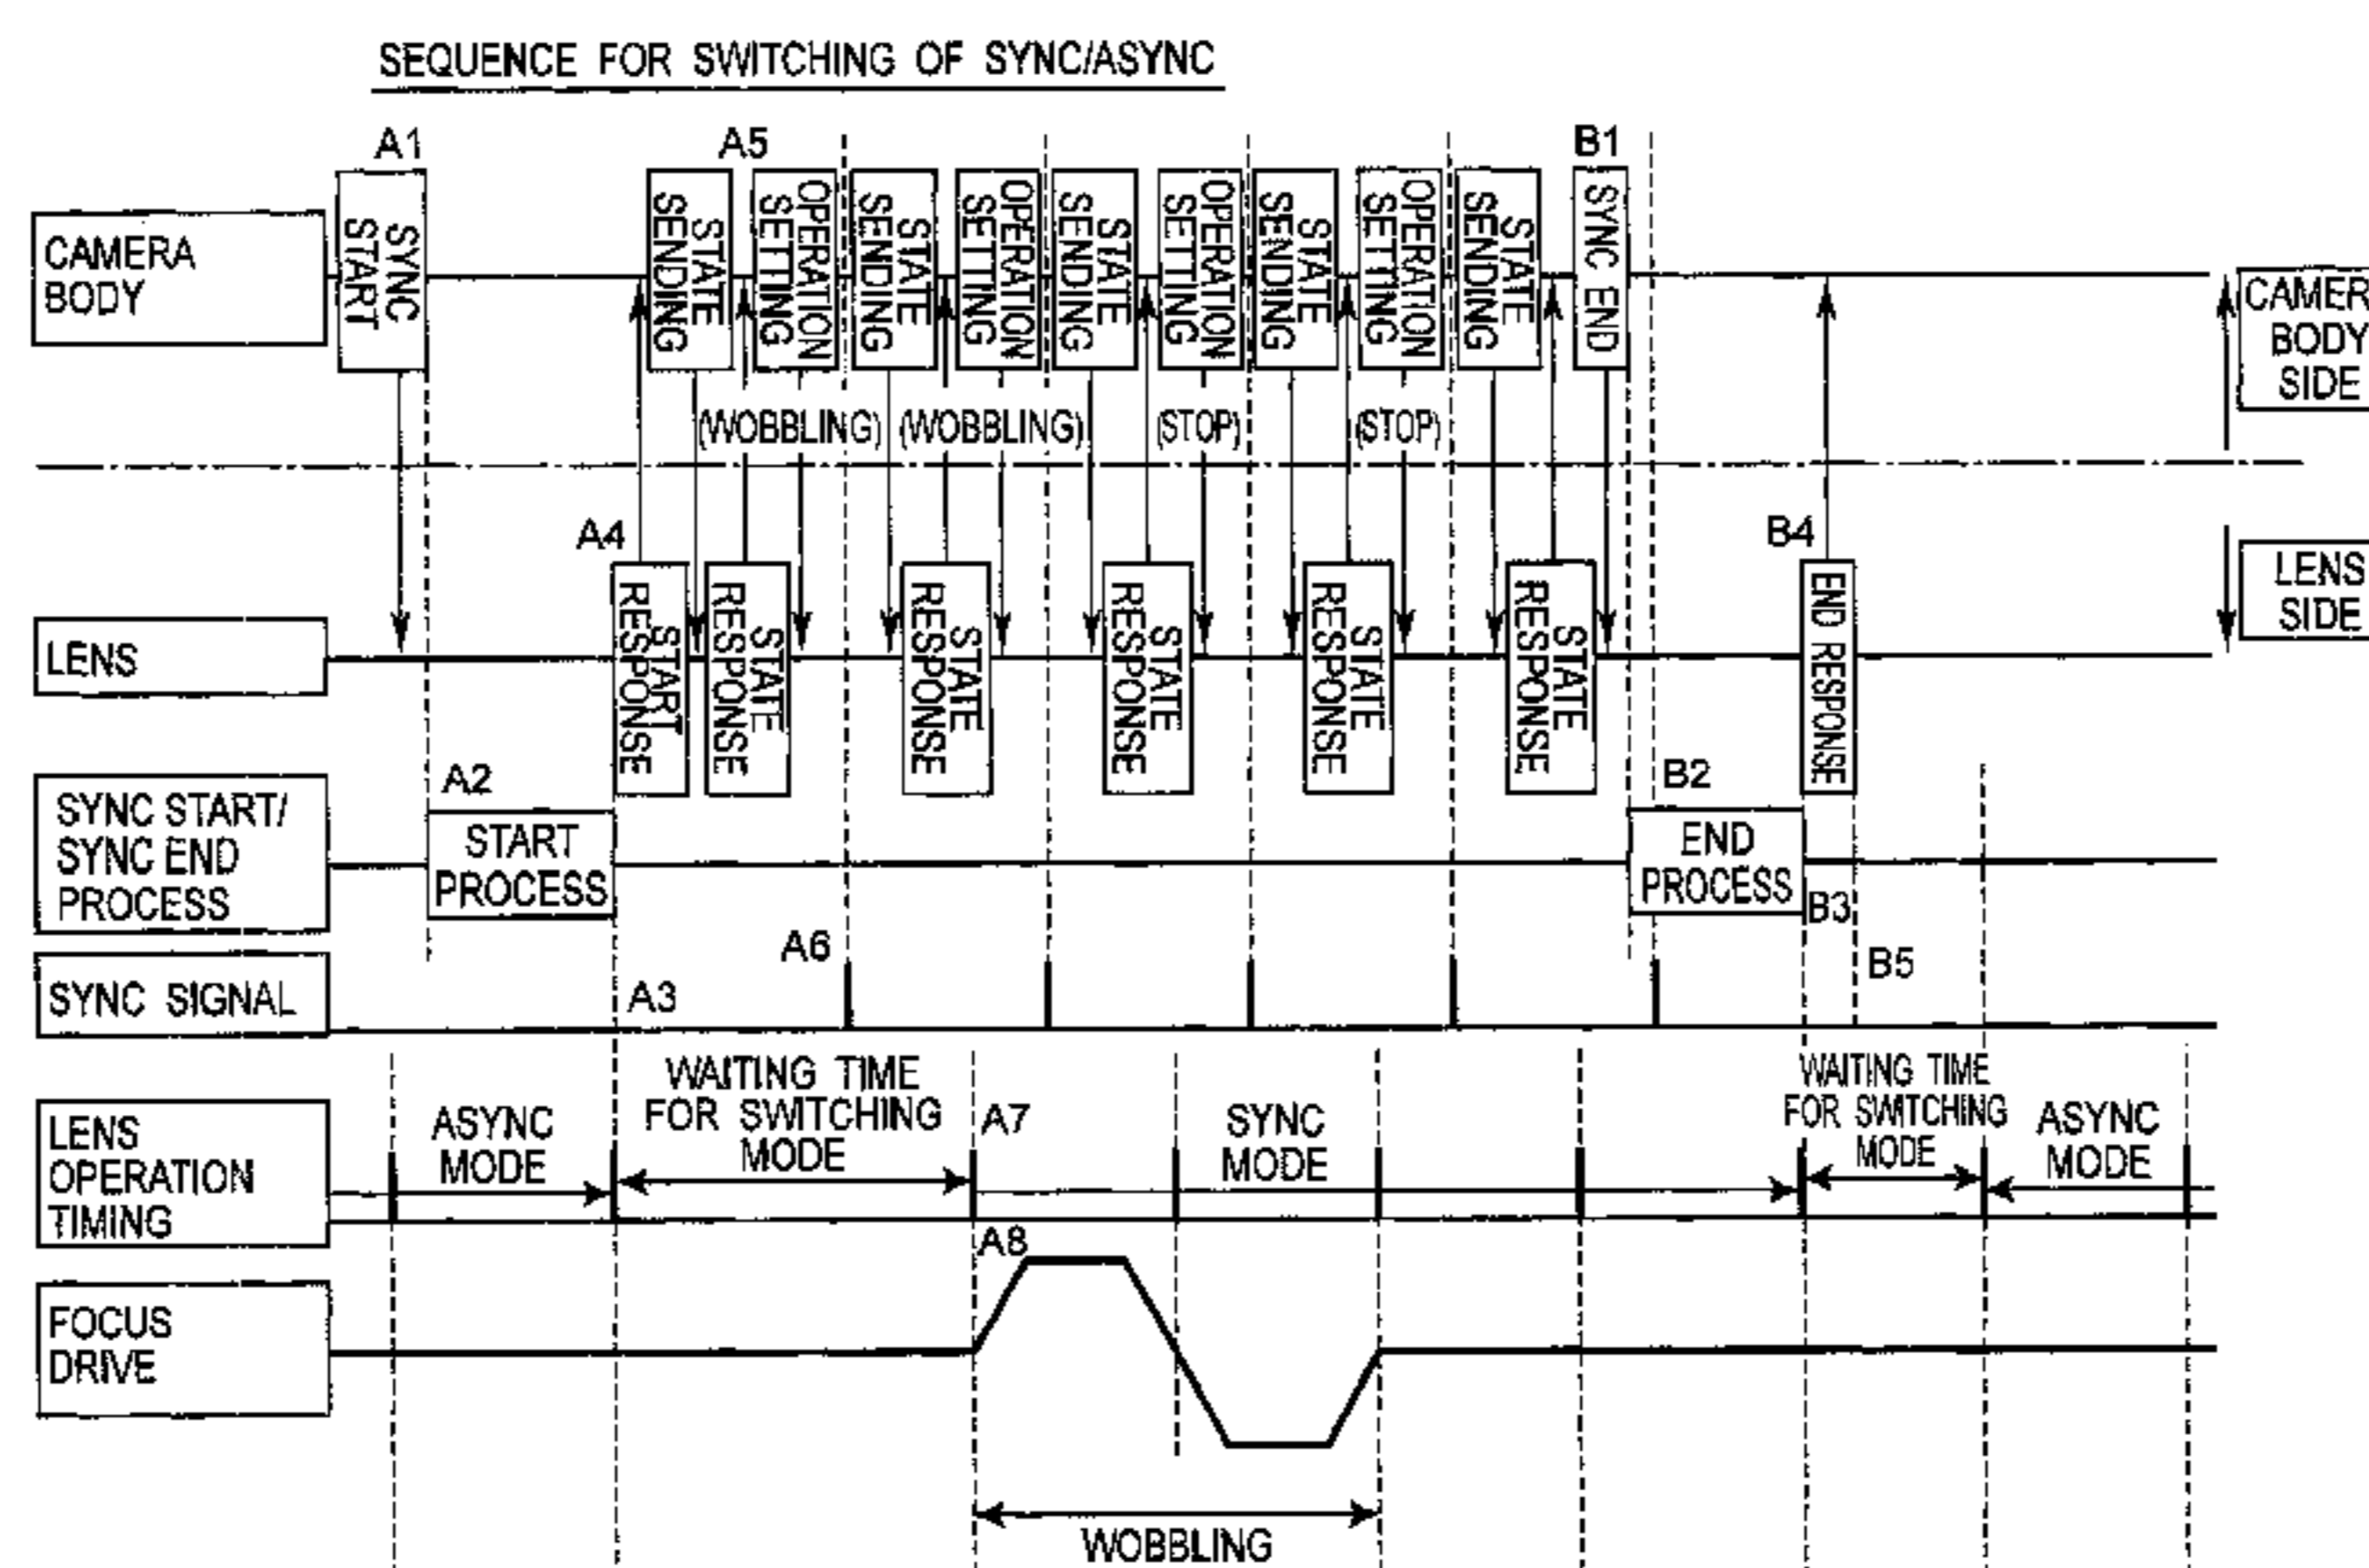 SEQUENCE FOR SWITCHING OF SYNC/ASYNC
A1
A5
B1
CAMERA
BODY
SYNC
START
STATE
SENDING
OPERATION
SETTING
STATE
SENDING
OPERATION
SETTING
STATE
SENDING
OPERATION
SETTING
STATE
SENDING
OPERATION
SETTING
STATE
SENDING
SYNC END
CAMER
BODY
SIDE
(WOBBLING)
(WOBBLING)
(STOP)
(STOP)
A4
B4
LENS
START
RESPONSE
STATE
RESPONSE
STATE
RESPONSE
STATE
RESPONSE
STATE
RESPONSE
STATE
RESPONSE
END RESPONSE
LENS
SIDE
SYNC START/
SYNC END
PROCESS
A2
START
PROCESS
B2
END
PROCESS
B3
SYNC SIGNAL
A3
A6
B5
LENS
OPERATION
TIMING
ASYNC
MODE
WAITING TIME
FOR SWITCHING
MODE
A7
SYNC
MODE
WAITING TIME
FOR SWITCHING
MODE
ASYNC
MODE
A8
FOCUS
DRIVE
WOBBLING